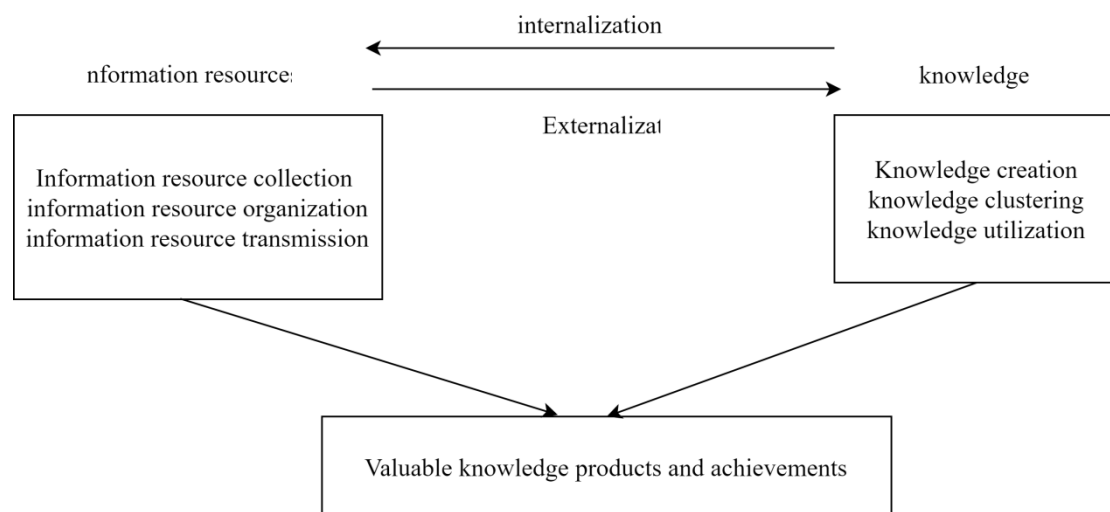 internalization
nformation resources
knowledge
Externalizat
Information resource collection
information resource organization
information resource transmission
Knowledge creation
knowledge clustering
knowledge utilization
Valuable knowledge products and achievements